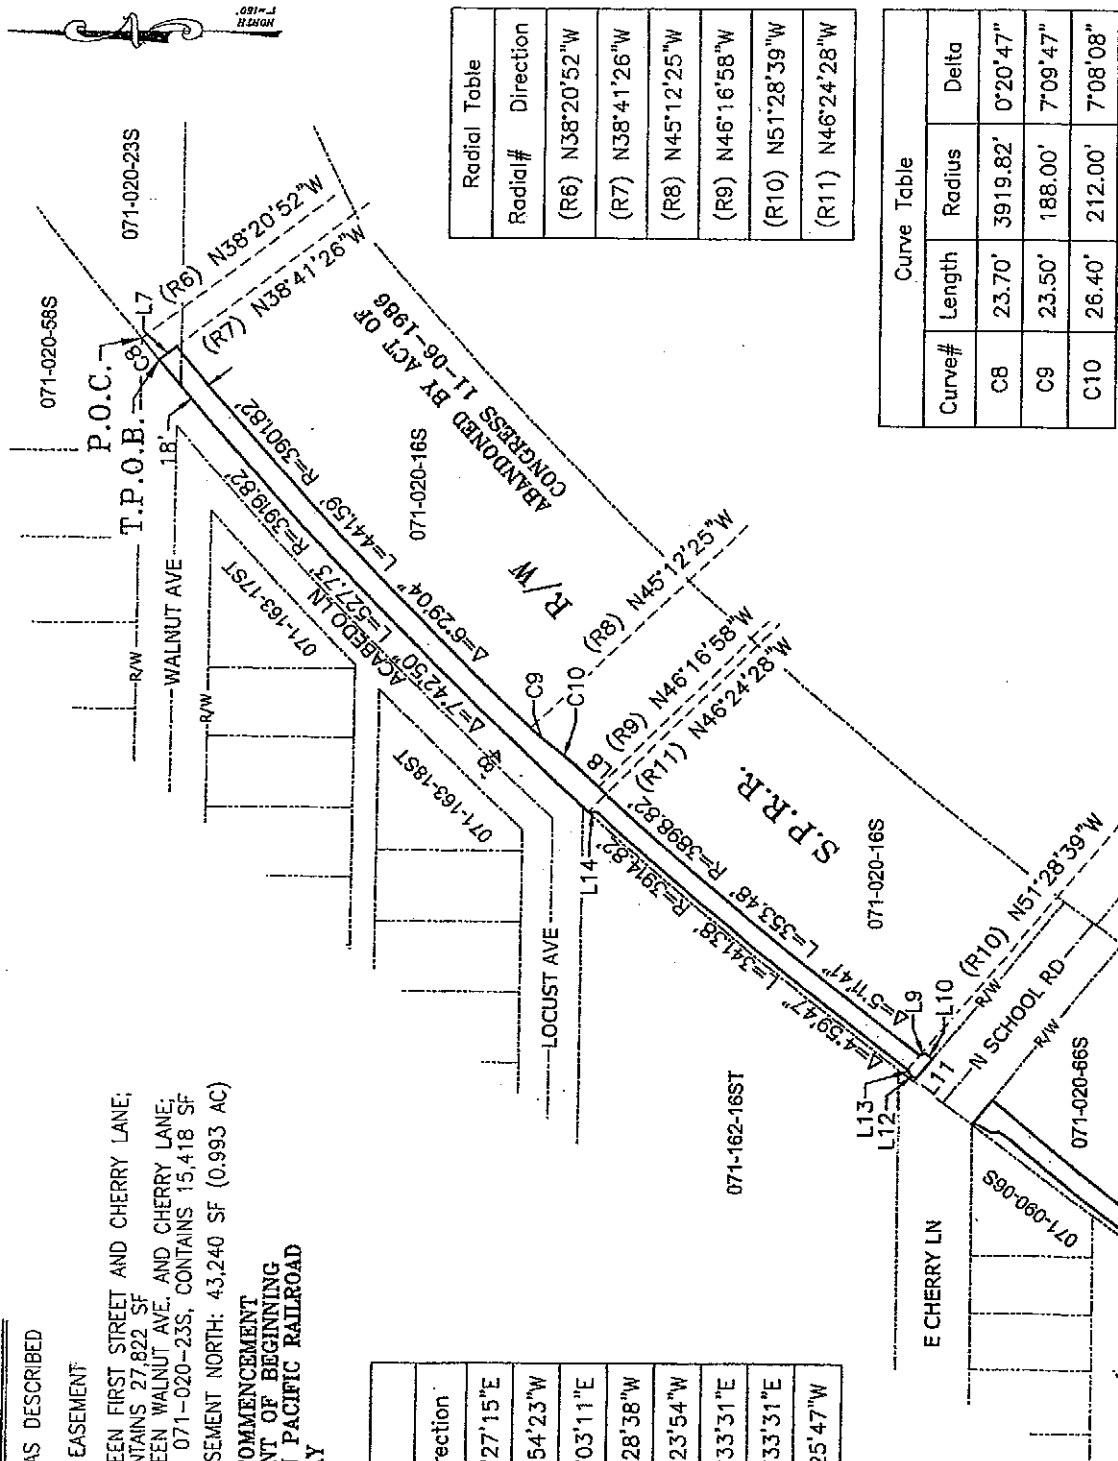 NORTH
1"=150'
Radial Table
Radial# Direction
(R6) N38°20'52"W
(R7) N38°41'26"W
(R8) N45°12'25"W
(R9) N46°16'58"W
(R10) N51°28'39"W
(R11) N46°24'28"W
Curve Table
Curve# Length Radius Delta
C8 23.70' 3919.82' 0°20'47"
C9 23.50' 188.00' 7°09'47"
C10 26.40' 212.00' 7°08'08"
071-020-58S
071-020-23S
P.O.C.
T.P.O.B.
C8
L7
18'
(R6) N38°20'52"W
(R7) N38°41'26"W
R/W
WALNUT AVE
R/W
071-163-17ST
ACABEDO LN
Δ=7°42'50" L=527.73' R=3919.82'
Δ=6°29'04" L=441.59' R=3901.82'
071-020-16S
ABANDONED BY ACT OF
CONGRESS 11-06-1986
R/W
071-163-18ST
48'
C9
C10
(R8) N45°12'25"W
L8
(R9) N46°16'58"W
(R11) N46°24'28"W
LOCUST AVE
L14
S.P.R.R.
071-020-16S
Δ=4°59'47" L=341.38' R=3914.82'
Δ=5°11'41" L=353.48' R=3898.82'
071-162-16ST
L9
L10
(R10) N51°28'39"W
L13
L12
L11
R/W
N SCHOOL RD
R/W
E CHERRY LN
071-090-06S
071-020-66S
AS DESCRIBED
EASEMENT
EEN FIRST STREET AND CHERRY LANE;
NTAINS 27,822 SF
EEN WALNUT AVE. AND CHERRY LANE;
071-020-23S, CONTAINS 15,418 SF
SEMENT NORTH: 43,240 SF (0.993 AC)
OMMENCEMENT
NT OF BEGINNING
N PACIFIC RAILROAD
AY
rection
27'15"E
54'23"W
03'11"E
28'38"W
23'54"W
33'31"E
33'31"E
25'47"W